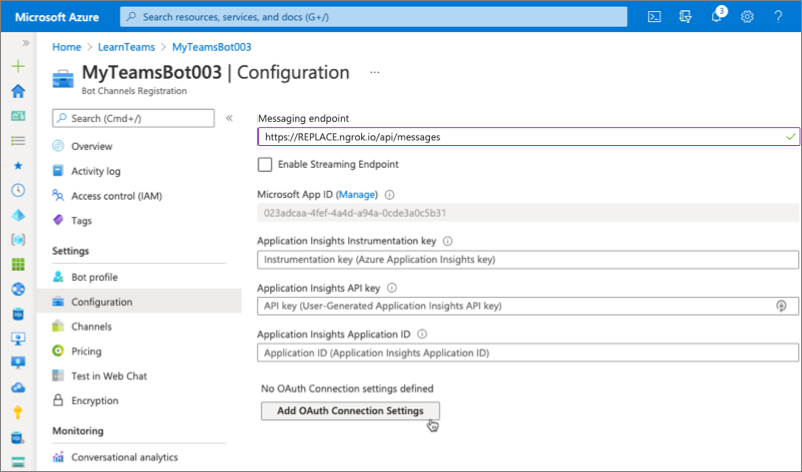 Microsoft Azure
Search resources, services, and docs (G+/)
3
Home > LearnTeams > MyTeamsBot003
MyTeamsBot003 | Configuration ...
Bot Channels Registration
Search (Cmd+/)
Overview
Activity log
Access control (IAM)
Tags
Settings
Bot profile
Configuration
Channels
Pricing
Test in Web Chat
Encryption
Monitoring
Conversational analytics
Messaging endpoint
https://REPLACE.ngrok.io/api/messages
Enable Streaming Endpoint
Microsoft App ID (Manage)
023adcaa-4fef-4a4d-a94a-0cde3a0c5b31
Application Insights Instrumentation key
Instrumentation key (Azure Application Insights key)
Application Insights API key
API key (User-Generated Application Insights API key)
Application Insights Application ID
Application ID (Application Insights Application ID)
No OAuth Connection settings defined
Add OAuth Connection Settings